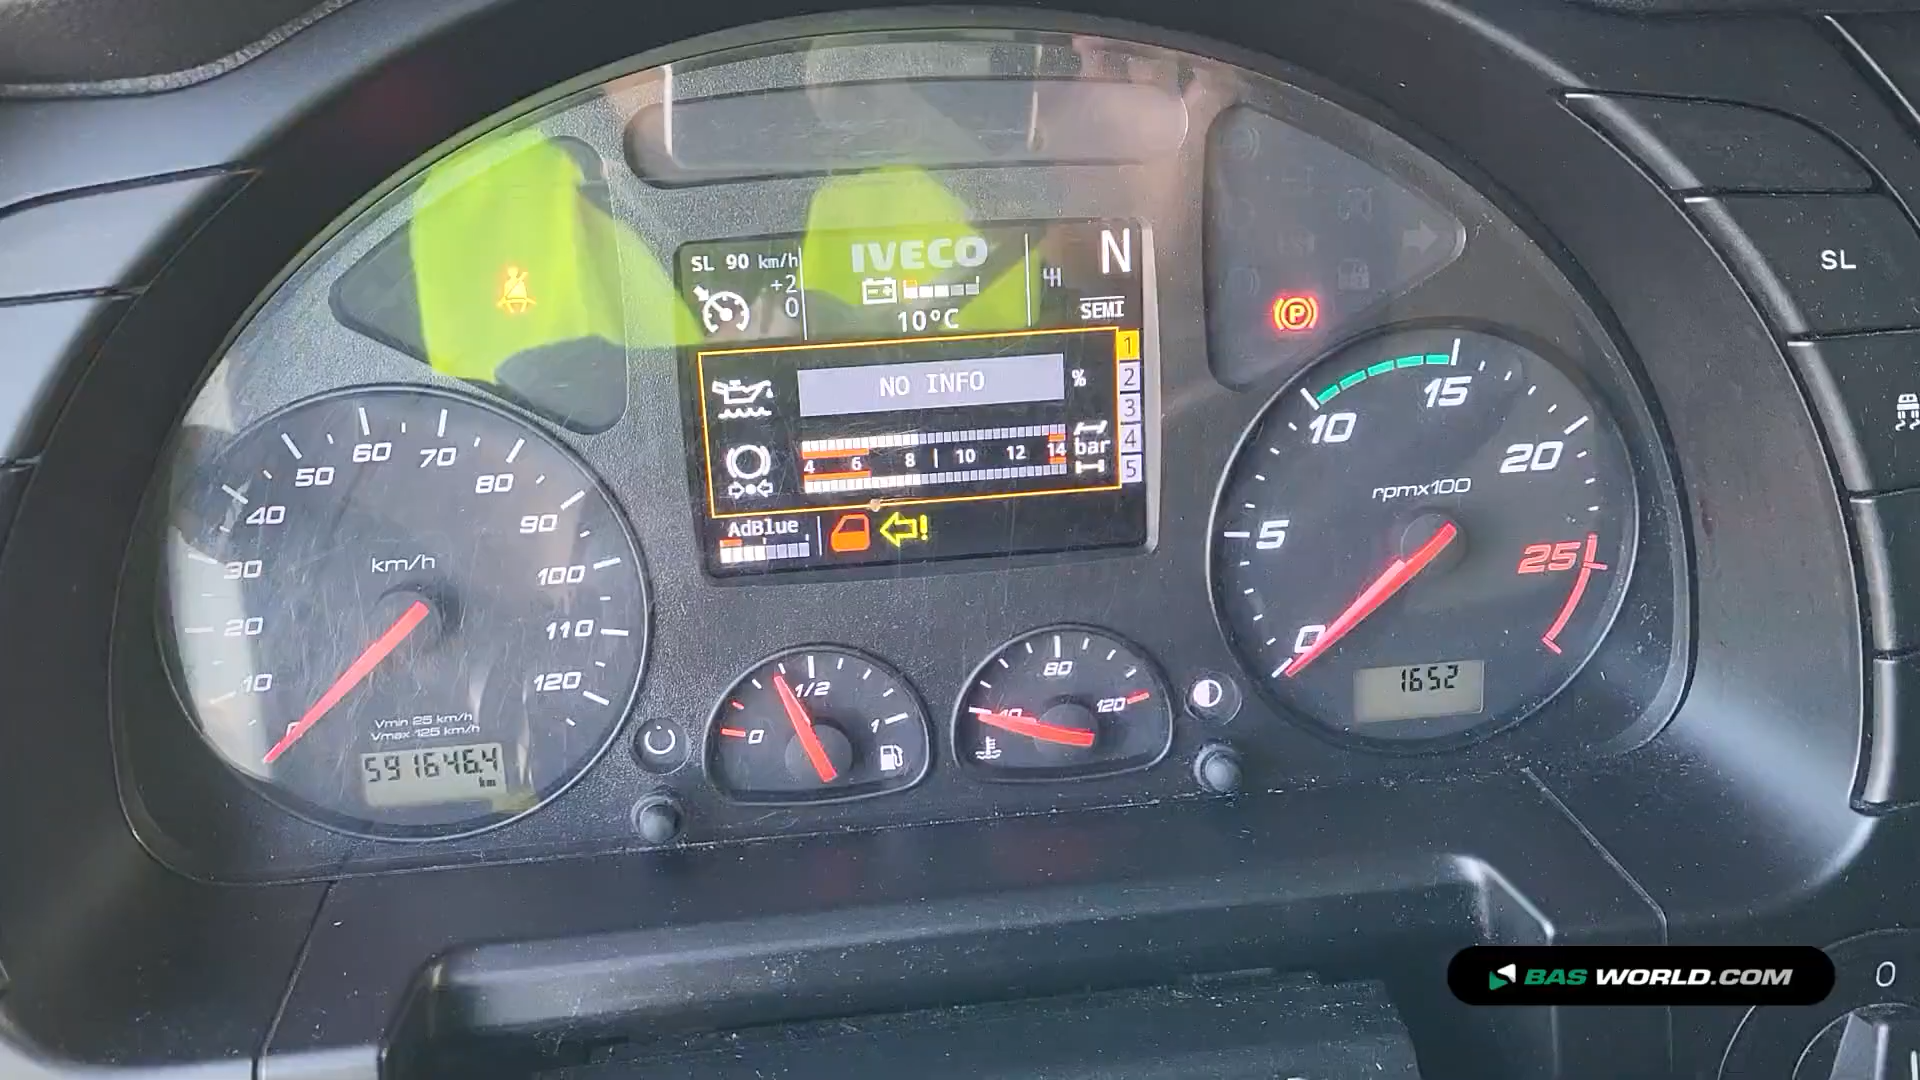 SL 90 km/h
+2
0
IVECO
10°C
N
SEMI
NO INFO
%
4 6 8 10 12 14 bar
1
2
3
4
5
AdBlue
!
P
SL
0 10 20 30 40 50 60 70 80 90 100 110 120
km/h
Vmin 25 km/h
Vmax 125 km/h
591646.4
km
0 1/2 1
40 80 120
0 5 10 15 20 25
rpmx100
1652
BAS WORLD.COM
0